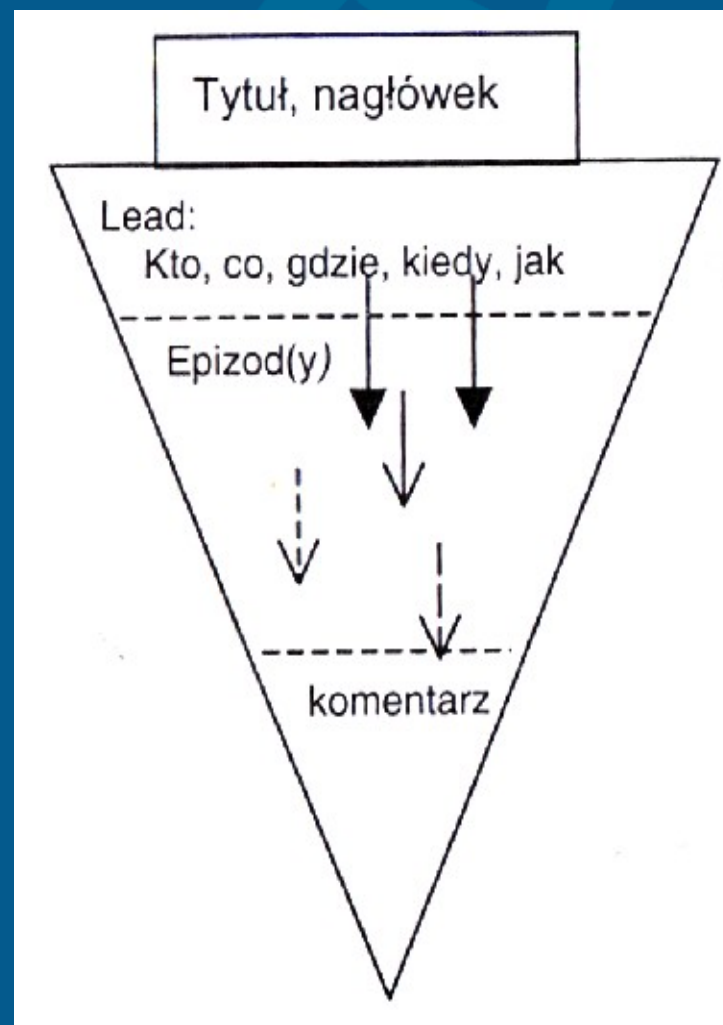 Tytuł, nagłówek
Lead:
Kto, co, gdzie, kiedy, jak
Epizod(y)
komentarz